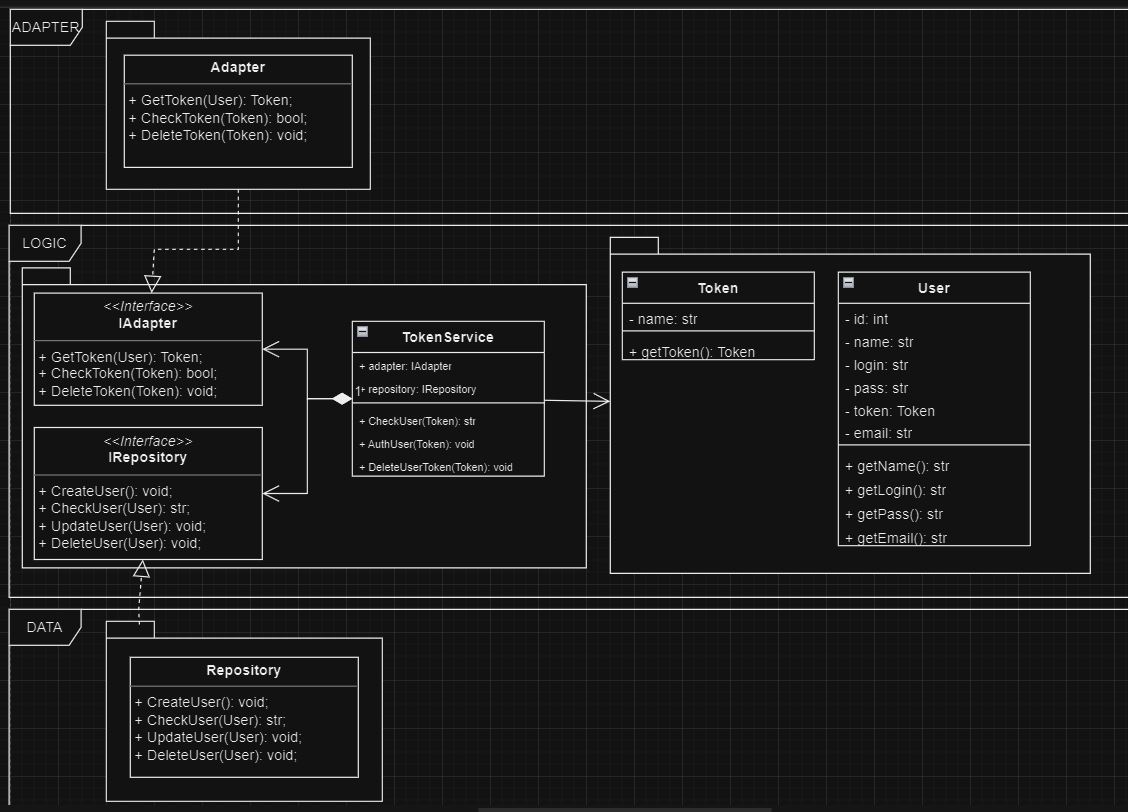 ADAPTER
Adapter
+ GetToken(User): Token;
+ CheckToken(Token): bool;
+ DeleteToken(Token): void;
LOGIC
<<Interface>>
IAdapter
+ GetToken(User): Token;
+ CheckToken(Token): bool;
+ DeleteToken(Token): void;
<<Interface>>
IRepository
+ CreateUser(): void;
+ CheckUser(User): str;
+ UpdateUser(User): void;
+ DeleteUser(User): void;
TokenService
+ adapter: IAdapter
1
+ repository: IRepository
+ CheckUser(Token): str
+ AuthUser(Token): void
+ DeleteUserToken(Token): void
Token
- name: str
+ getToken(): Token
User
- id: int
- name: str
- login: str
- pass: str
- token: Token
- email: str
+ getName(): str
+ getLogin(): str
+ getPass(): str
+ getEmail(): str
DATA
Repository
+ CreateUser(): void;
+ CheckUser(User): str;
+ UpdateUser(User): void;
+ DeleteUser(User): void;